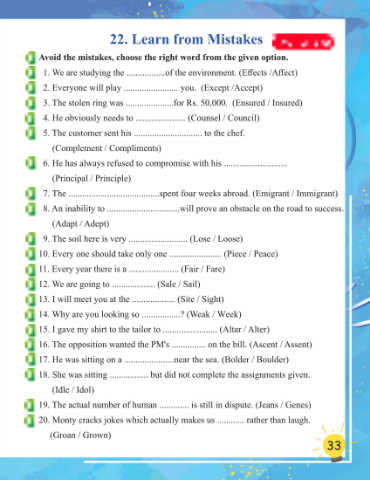 22. Learn from Mistakes
Avoid the mistakes, choose the right word from the given option.
1. We are studying the .................of the environment. (Effects /Affect)
2. Everyone will play ........................ you. (Except /Accept)
3. The stolen ring was .....................for Rs. 50,000. (Ensured / Insured)
4. He obviously needs to ...................... (Counsel / Council)
5. The customer sent his .............................. to the chef.
(Complement / Compliments)
6. He has always refused to compromise with his ............................
(Principal / Principle)
7. The ........................................spent four weeks abroad. (Emigrant / Immigrant)
8. An inability to ................................will prove an obstacle on the road to success.
(Adapt / Adept)
9. The soil here is very .......................... (Lose / Loose)
10. Every one should take only one ....................... (Piece / Peace)
11. Every year there is a ...................... (Fair / Fare)
12. We are going to ................... (Sale / Sail)
13. I will meet you at the ................... (Site / Sight)
14. Why are you looking so .................? (Weak / Week)
15. I gave my shirt to the tailor to ........................ (Altar / Alter)
16. The opposition wanted the PM's ............... on the bill. (Ascent / Assent)
17. He was sitting on a ......................near the sea. (Bolder / Boulder)
18. She was sitting ................. but did not complete the assignments given.
(Idle / Idol)
19. The actual number of human ............. is still in dispute. (Jeans / Genes)
20. Monty cracks jokes which actually makes us ............ rather than laugh.
(Groan / Grown)
33